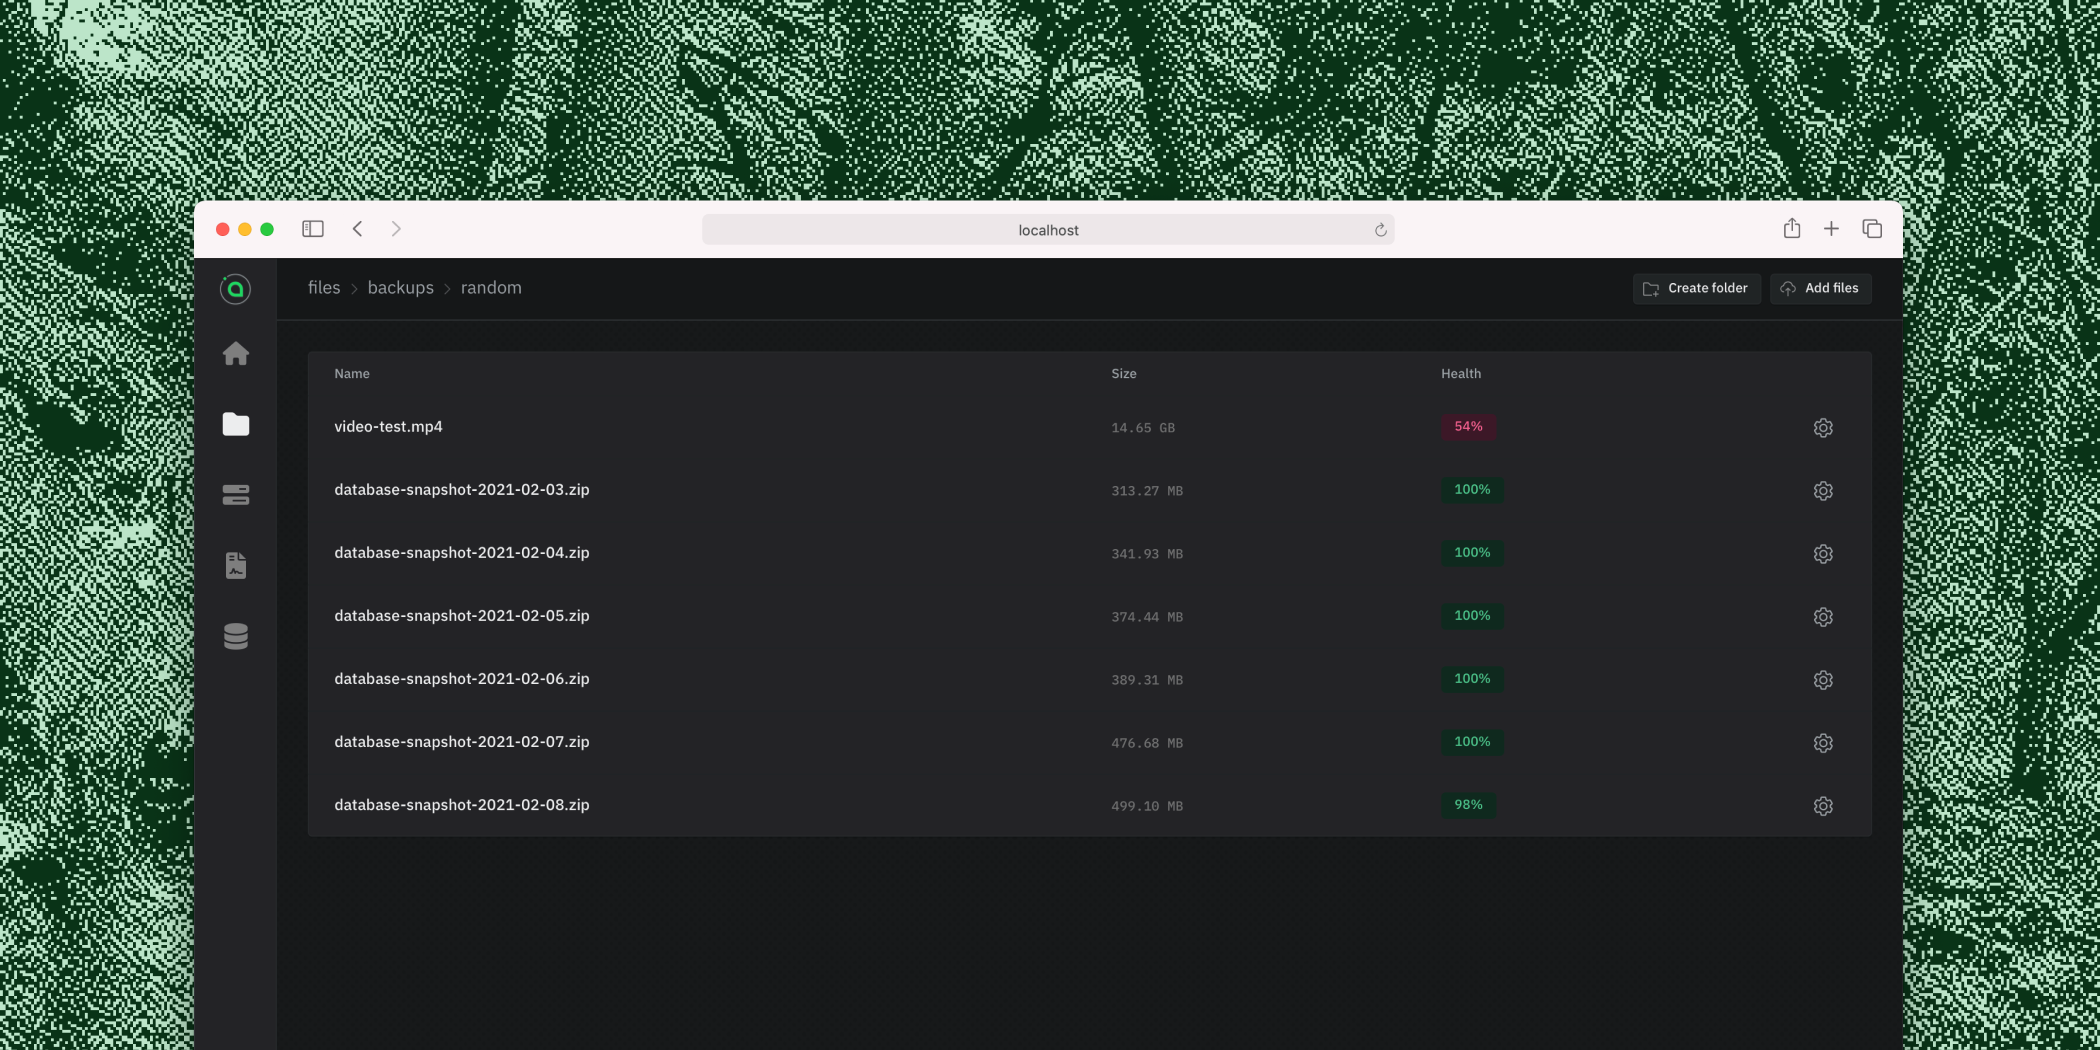 localhost
files > backups > random
Create folder
Add files
Name Size Health
video-test.mp4 14.65 GB 54%
database-snapshot-2021-02-03.zip 313.27 MB 100%
database-snapshot-2021-02-04.zip 341.93 MB 100%
database-snapshot-2021-02-05.zip 374.44 MB 100%
database-snapshot-2021-02-06.zip 389.31 MB 100%
database-snapshot-2021-02-07.zip 476.68 MB 100%
database-snapshot-2021-02-08.zip 499.10 MB 98%